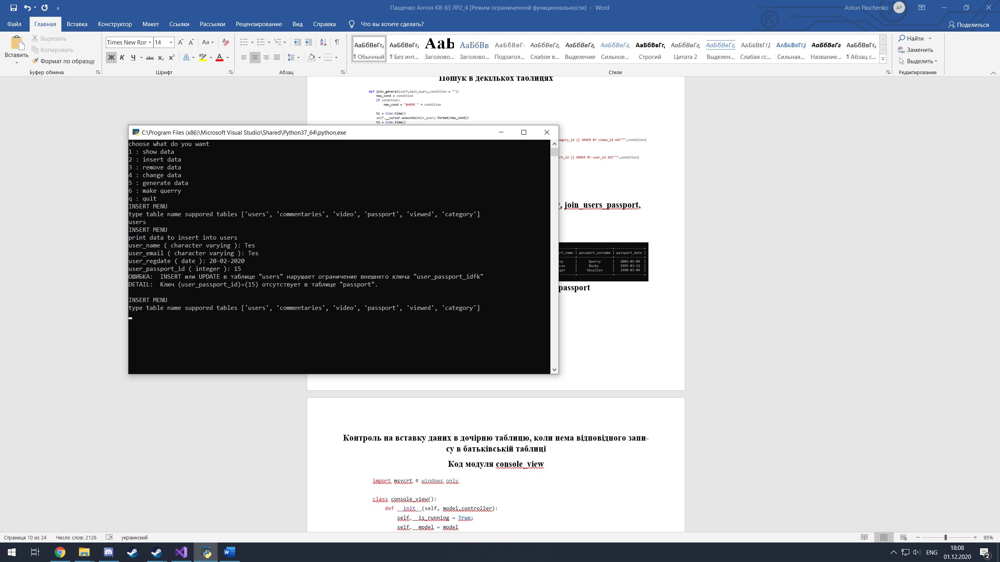 Пащенко Антон КВ-83 ЛР2_4 [Режим ограниченной функциональности] - Word
Anton Paschenko
AP
Файл Главная Вставка Конструктор Макет Ссылки Рассылки Рецензирование Вид Справка Что вы хотите сделать? Поделиться
Вставить
Вырезать
Копировать
Формат по образцу
Буфер обмена
Times New Ror 14
Aa
Ж К Ч abc x₂ x²
Шрифт
Абзац
АаБбВвГг, АаБбВвГг, Aab АаБбВв АаБбВвГг АаБбВвГг, АаБбВвГг, АаБбВвГг, АаБбВвГг, АаБбВвГг, АаБбВвГг, АаБбВвГг АаБбВвГг АаБбВвГг АаБбВвГг,
¶ Обычный ¶ Без инт... Заголово... Заголово... Подзагол... Слабое в... Выделение Сильное... Строгий Цитата 2 Выделен... Слабая сс... Сильная... Название... ¶ Абзац с...
Стили
Найти
Заменить
Выделить
Редактирование
Пошук в декількох таблицях
def join_general(self,main_query,condition = ""):
new_cond = condition
if condition:
new_cond = "WHERE " + condition
t1 = time.time()
self.__cursor.execute(main_query.format(new_cond))
t2 = time.time()
C:\Program Files (x86)\Microsoft Visual Studio\Shared\Python37_64\python.exe
choose what do you want
1 : show data
2 : insert data
3 : remove data
4 : change data
5 : generate data
6 : make querry
q : quit
INSERT MENU
type table name suppored tables ['users', 'commentaries', 'video', 'passport', 'viewed', 'category']
users
INSERT MENU
print data to insert into users
user_name ( character varying ): Tes
user_email ( character varying ): Tes
user_regdate ( date ): 20-02-2020
user_passport_id ( integer ): 15
ОШИБКА:  INSERT или UPDATE в таблице "users" нарушает ограничение внешнего ключа "user_passport_idfk"
DETAIL:  Ключ (user_passport_id)=(15) отсутствует в таблице "passport".
INSERT MENU
type table name suppored tables ['users', 'commentaries', 'video', 'passport', 'viewed', 'category']
tegory_id {} ORDER BY video_id ASC""",condition)
rt_id {} ORDER BY user_id ASC""",condition)
, join_users_passport,
rt_name | passport_surname | passport_date |
ay | Querry | 2002-05-09 |
cas | Bucky | 1995-03-12 |
gor | Vasyliev | 1990-03-09 |
passport
Контроль на вставку даних в дочірню таблицю, коли нема відповідного запи-
су в батьківській таблиці
Код модуля console_view
import msvcrt # windows only
class console_view():
def __init__(self, model,controller):
self.__is_running = True;
self.__model = model
Страница 10 из 24 Число слов: 2126 украинский 95%
ENG
18:08
01.12.2020
2